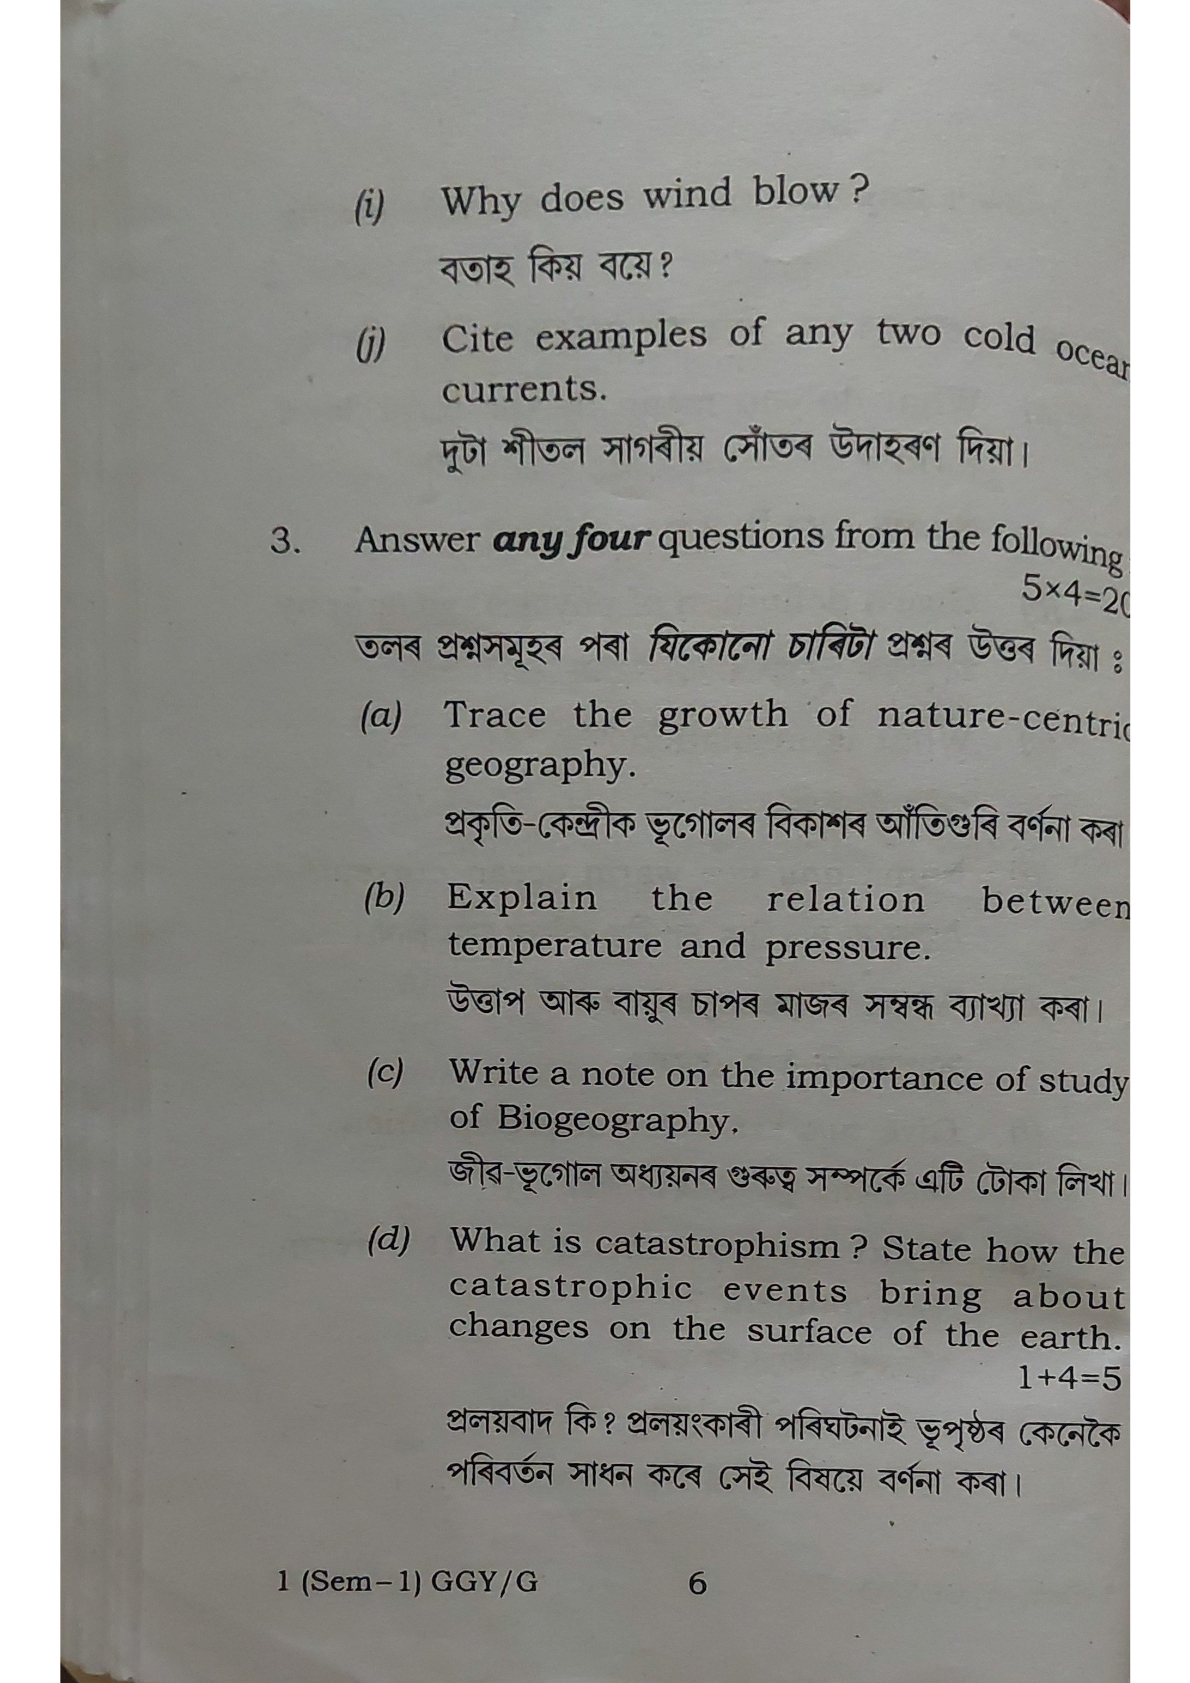 (i) Why does wind blow ?
বতাহ কিয় বয়ে ?
(j) Cite examples of any two cold ocean
currents.
দুটা শীতল সাগৰীয় সোঁতৰ উদাহৰণ দিয়া।
3. Answer any four questions from the following
5×4=20
তলৰ প্ৰশ্নসমূহৰ পৰা যিকোনো চাৰিটা প্ৰশ্নৰ উত্তৰ দিয়া :
(a) Trace the growth of nature-centric
geography.
প্ৰকৃতি-কেন্দ্ৰীক ভূগোলৰ বিকাশৰ আঁতিগুৰি বৰ্ণনা কৰা
(b) Explain the relation between
temperature and pressure.
উত্তাপ আৰু বায়ুৰ চাপৰ মাজৰ সম্বন্ধ ব্যাখ্যা কৰা।
(c) Write a note on the importance of study
of Biogeography.
জীৱ-ভূগোল অধ্যয়নৰ গুৰুত্ব সম্পৰ্কে এটি টোকা লিখা।
(d) What is catastrophism ? State how the
catastrophic events bring about
changes on the surface of the earth.
1+4=5
প্ৰলয়বাদ কি ? প্ৰলয়ংকাৰী পৰিঘটনাই ভূপৃষ্ঠৰ কেনেকৈ
পৰিবৰ্তন সাধন কৰে সেই বিষয়ে বৰ্ণনা কৰা।
1 (Sem–1) GGY/G 6